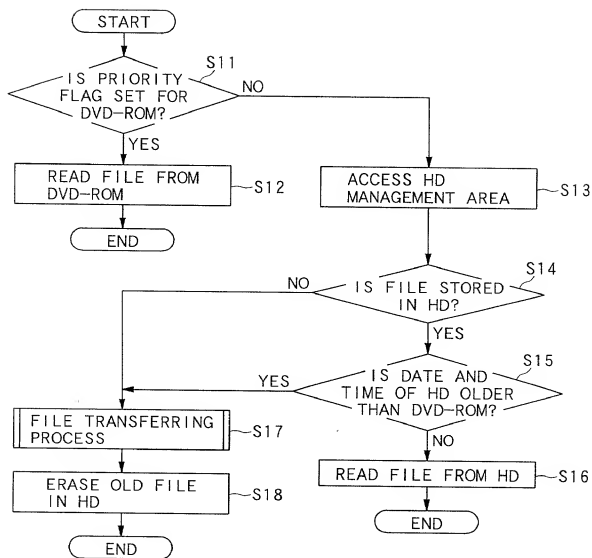 START
S11
IS PRIORITY
FLAG SET FOR
DVD-ROM?
NO
YES
READ FILE FROM
DVD-ROM
S12
END
ACCESS HD
MANAGEMENT AREA
S13
S14
IS FILE STORED
IN HD?
NO
YES
S15
IS DATE AND
TIME OF HD OLDER
THAN DVD-ROM?
YES
NO
FILE TRANSFERRING
PROCESS
S17
READ FILE FROM HD
S16
ERASE OLD FILE
IN HD
S18
END
END